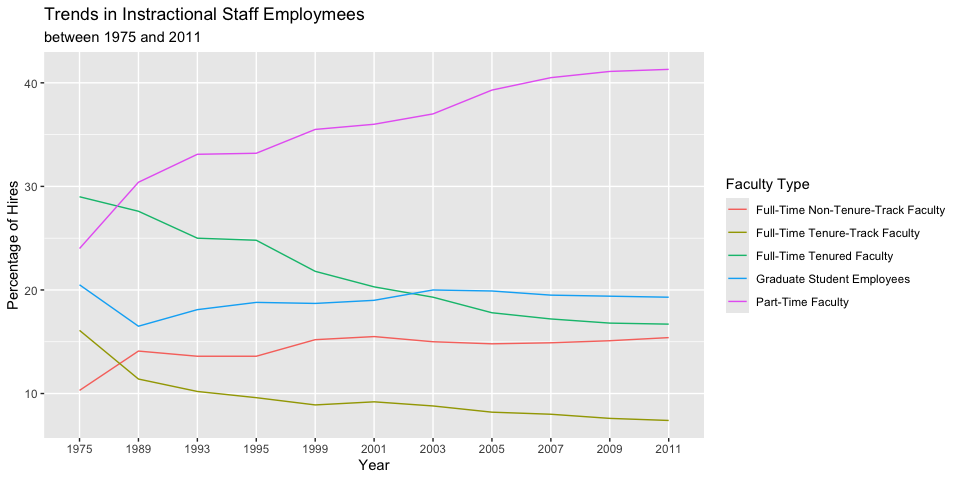 Trends in Instractional Staff Employmees
between 1975 and 2011
40
30
20
10
Percentage of Hires
1975 1989 1993 1995 1999 2001 2003 2005 2007 2009 2011
Year
Faculty Type
Full-Time Non-Tenure-Track Faculty
Full-Time Tenure-Track Faculty
Full-Time Tenured Faculty
Graduate Student Employees
Part-Time Faculty